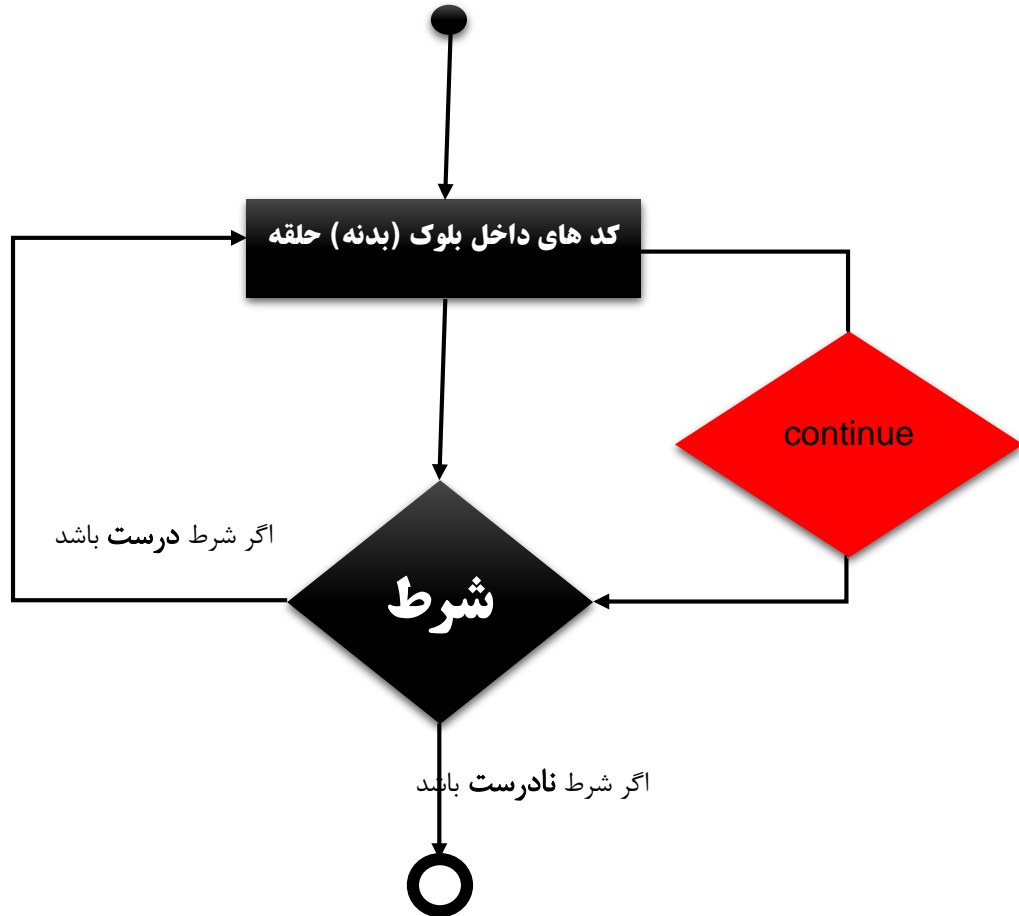 کد های داخل بلوک (بدنه) حلقه
continue
اگر شرط درست باشد
شرط
اگر شرط نادرست باشد